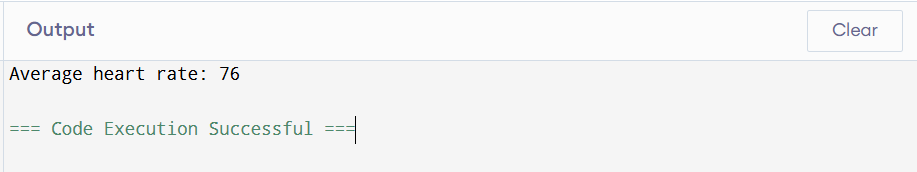 Output
Clear
Average heart rate: 76
=== Code Execution Successful ===